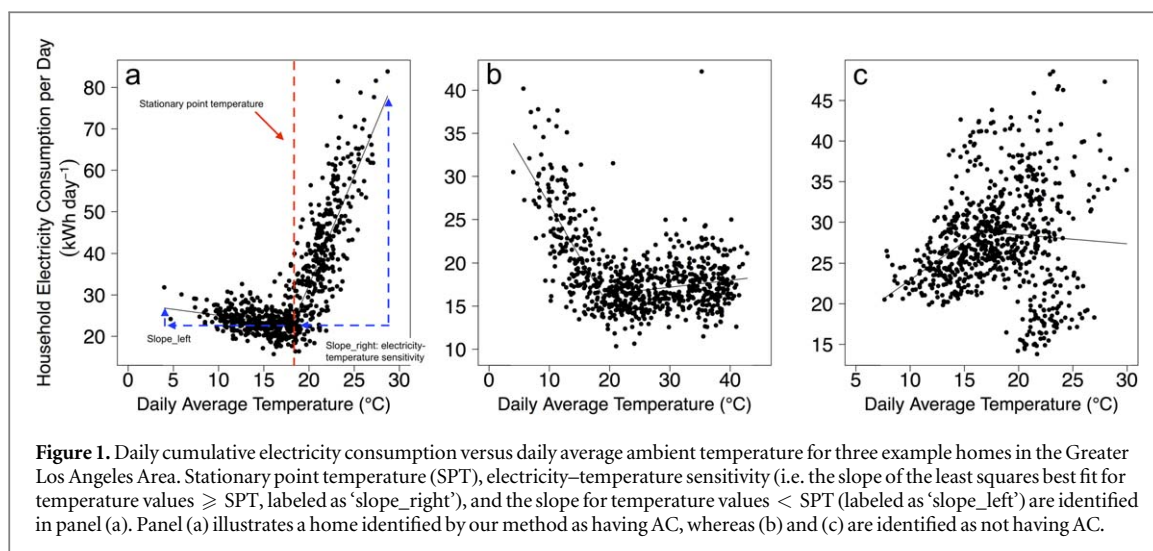 Household Electricity Consumption per Day
(kWh day⁻¹)
a
80
70
60
50
40
30
20
Stationary point temperature
Slope_left
Slope_right: electricity-
temperature sensitivity
0 5 10 15 20 25 30
Daily Average Temperature (°C)
b
40
35
30
25
20
15
10
0 10 20 30 40
Daily Average Temperature (°C)
c
45
40
35
30
25
20
15
5 10 15 20 25 30
Daily Average Temperature (°C)
Figure 1. Daily cumulative electricity consumption versus daily average ambient temperature for three example homes in the Greater
Los Angeles Area. Stationary point temperature (SPT), electricity–temperature sensitivity (i.e. the slope of the least squares best fit for
temperature values ⩾ SPT, labeled as ‘slope_right’), and the slope for temperature values < SPT (labeled as ‘slope_left’) are identified
in panel (a). Panel (a) illustrates a home identified by our method as having AC, whereas (b) and (c) are identified as not having AC.